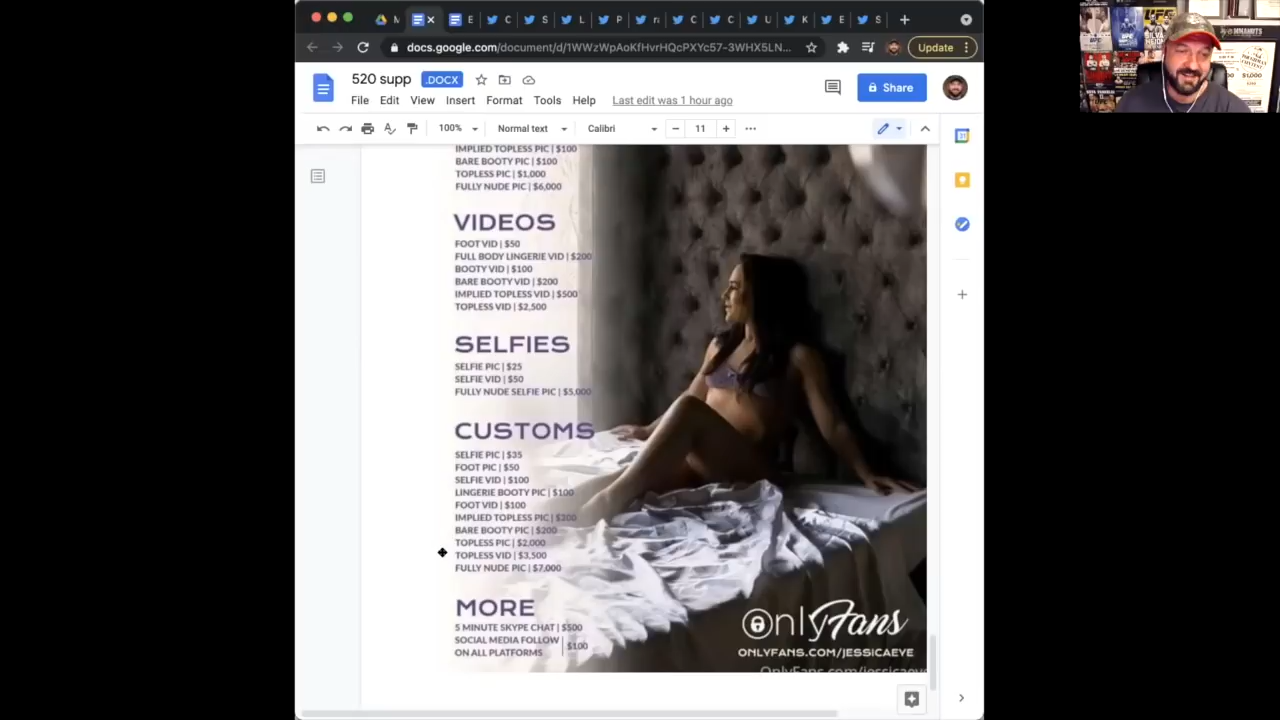 docs.google.com/document/d/1WWzWpAoKfHvrHQcPXYc57-3WHX5LN...
Update
520 supp
.DOCX
Share
File Edit View Insert Format Tools Help Last edit was 1 hour ago
100% Normal text Calibri 11
IMPLIED TOPLESS PIC | $100
BARE BOOTY PIC | $100
TOPLESS PIC | $1,000
FULLY NUDE PIC | $6,000
VIDEOS
FOOT VID | $50
FULL BODY LINGERIE VID | $200
BOOTY VID | $100
BARE BOOTY VID | $200
IMPLIED TOPLESS VID | $500
TOPLESS VID | $2,500
SELFIES
SELFIE PIC | $25
SELFIE VID | $50
FULLY NUDE SELFIE PIC | $5,000
CUSTOMS
SELFIE PIC | $35
FOOT PIC | $50
SELFIE VID | $100
LINGERIE BOOTY PIC | $100
FOOT VID | $100
IMPLIED TOPLESS PIC | $200
BARE BOOTY PIC | $200
TOPLESS PIC | $2,000
TOPLESS VID | $3,500
FULLY NUDE PIC | $7,000
MORE
5 MINUTE SKYPE CHAT | $500
SOCIAL MEDIA FOLLOW
ON ALL PLATFORMS | $100
OnlyFans
ONLYFANS.COM/JESSICAEYE
OnlyFans.com/jessicaeye